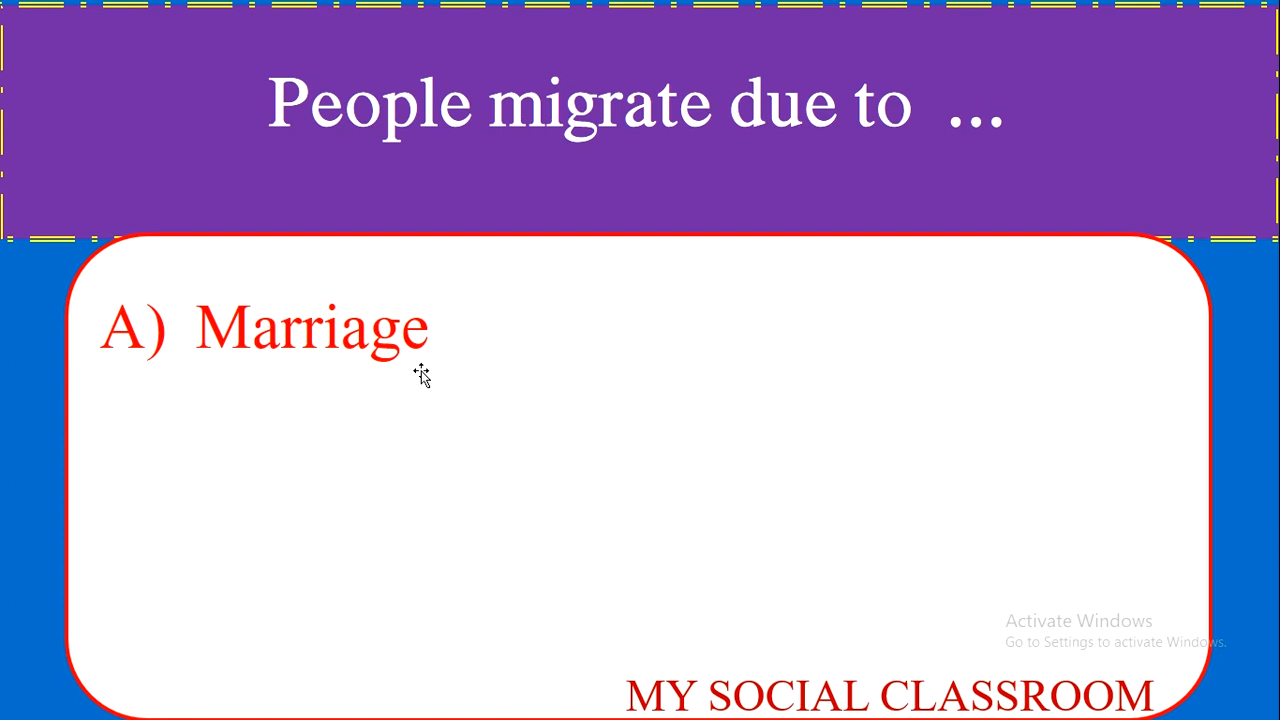 People migrate due to ...
A) Marriage
Activate Windows
Go to Settings to activate Windows.
MY SOCIAL CLASSROOM